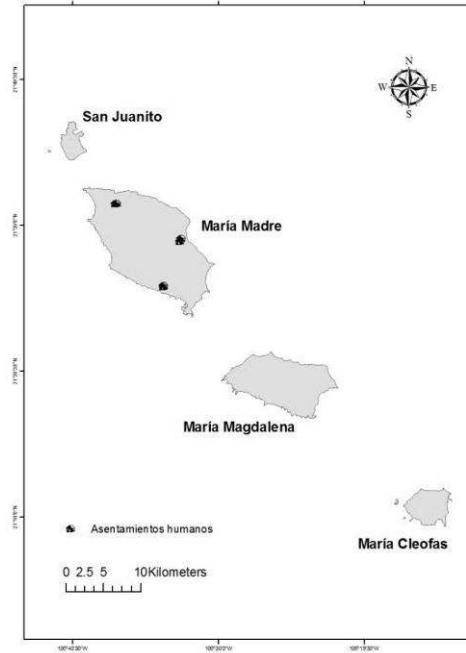 N
W E
S
San Juanito
María Madre
María Magdalena
María Cleofas
Asentamientos humanos
0 2.5 5 10Kilometers